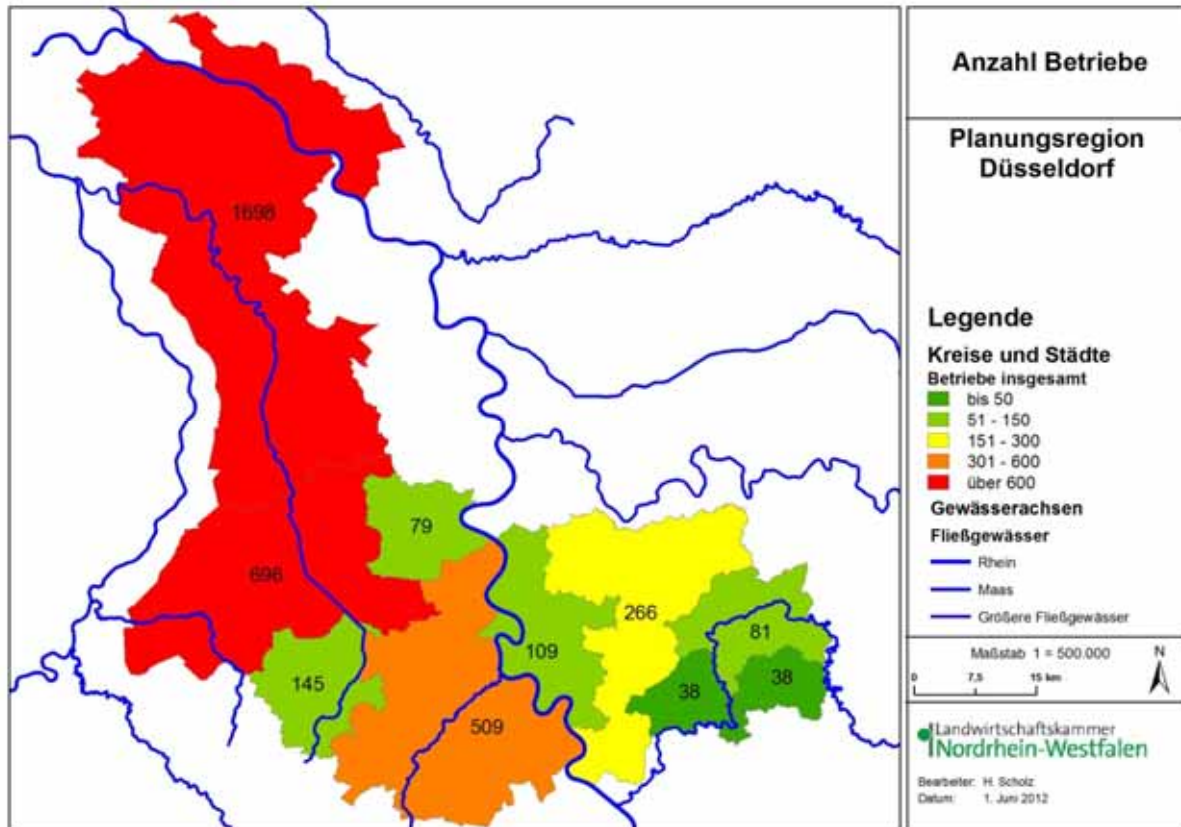 Anzahl Betriebe
Planungsregion
Düsseldorf
Legende
Kreise und Städte
Betriebe insgesamt
bis 50
51 - 150
151 - 300
301 - 600
über 600
Gewässerachsen
Fließgewässer
Rhein
Maas
Größere Fließgewässer
Maßstab 1 = 500.000
N
0 7,5 15 km
Landwirtschaftskammer
Nordrhein-Westfalen
Bearbeiter: H. Scholz
Datum: 1. Juni 2012
1698
79
696
266
81
109
145
38
38
509